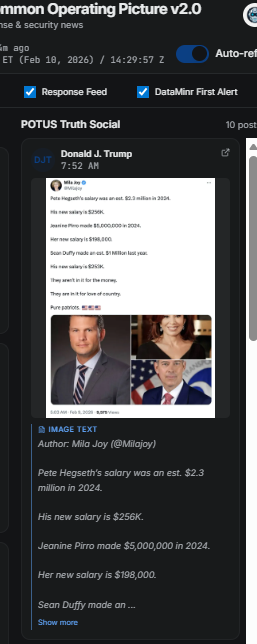 mmon Operating Picture v2.0
nse & security news
4m ago
ET (Feb 10, 2026) / 14:29:57 Z
Auto-ref
Response Feed
DataMinr First Alert
POTUS Truth Social
10 post
DJT
Donald J. Trump
7:52 AM
Mila Joy
@Milajoy
Pete Hegseth's salary was an est. $2.3 million in 2024.
His new salary is $256K.
Jeanine Pirro made $5,000,000 in 2024.
Her new salary is $198,000.
Sean Duffy made an est. $1 Million last year.
His new salary is $253K.
They aren't in it for the money.
They are in it for love of country.
Pure patriots.
IMAGE TEXT
Author: Mila Joy (@Milajoy)
Pete Hegseth's salary was an est. $2.3
million in 2024.
His new salary is $256K.
Jeanine Pirro made $5,000,000 in 2024.
Her new salary is $198,000.
Sean Duffy made an ...
Show more